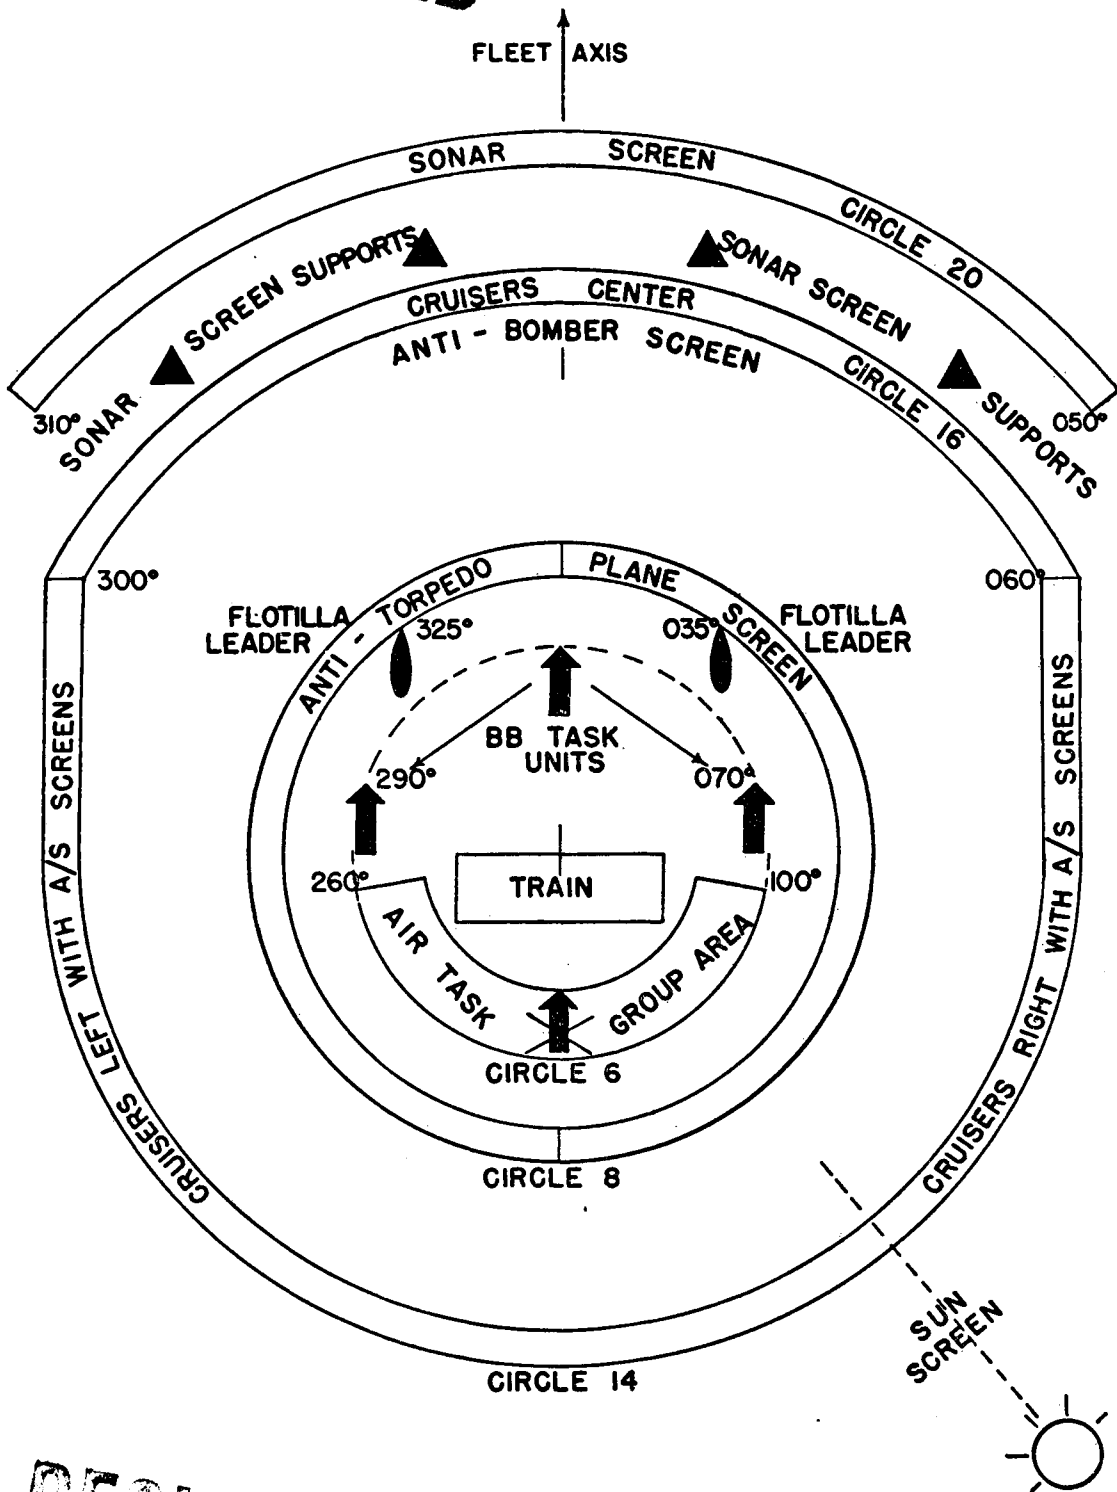 FLEET AXIS
SONAR SCREEN
CIRCLE 20
SONAR SCREEN SUPPORTS
SONAR SCREEN SUPPORTS
CRUISERS CENTER
ANTI - BOMBER SCREEN
CIRCLE 16
310°
050°
300°
060°
ANTI - TORPEDO PLANE SCREEN
FLOTILLA
LEADER
325°
035°
FLOTILLA
LEADER
BB TASK
UNITS
290°
070°
260°
TRAIN
100°
AIR TASK GROUP AREA
CIRCLE 6
CIRCLE 8
CRUISERS LEFT WITH A/S SCREENS
CRUISERS RIGHT WITH A/S SCREENS
SUN
SCREEN
CIRCLE 14